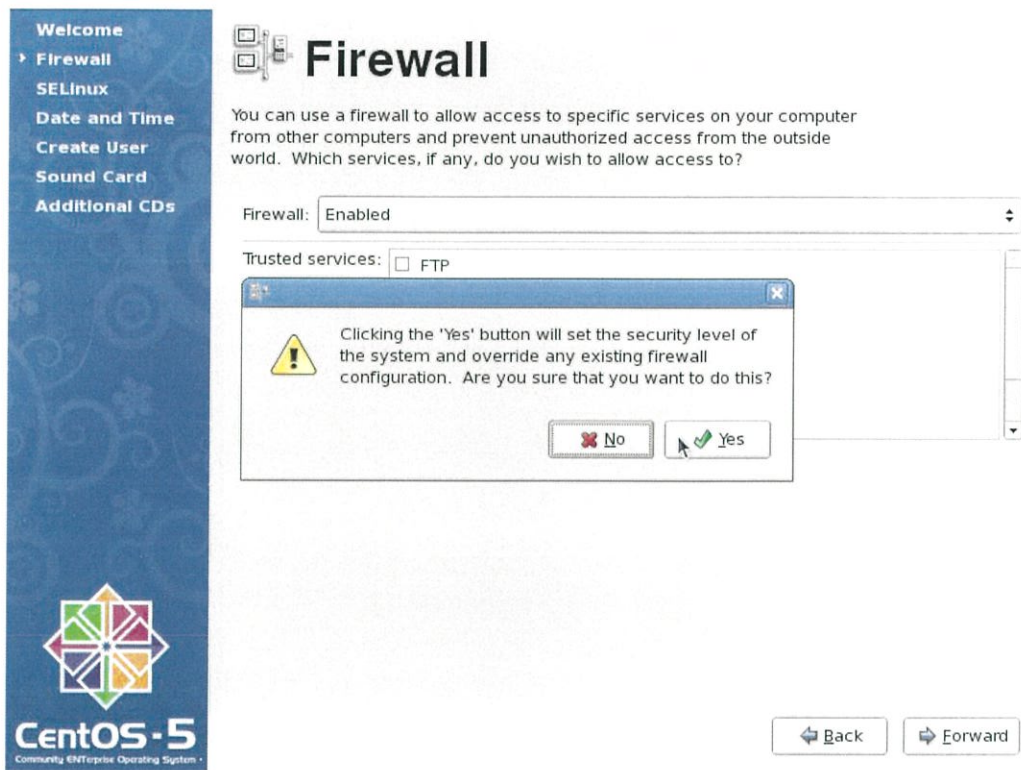 Welcome
Firewall
SELinux
Date and Time
Create User
Sound Card
Additional CDs
Firewall
You can use a firewall to allow access to specific services on your computer
from other computers and prevent unauthorized access from the outside
world. Which services, if any, do you wish to allow access to?
Firewall: Enabled
Trusted services: FTP
Clicking the 'Yes' button will set the security level of
the system and override any existing firewall
configuration. Are you sure that you want to do this?
No Yes
CentOS-5
Community ENTerprise Operating System
Back Forward